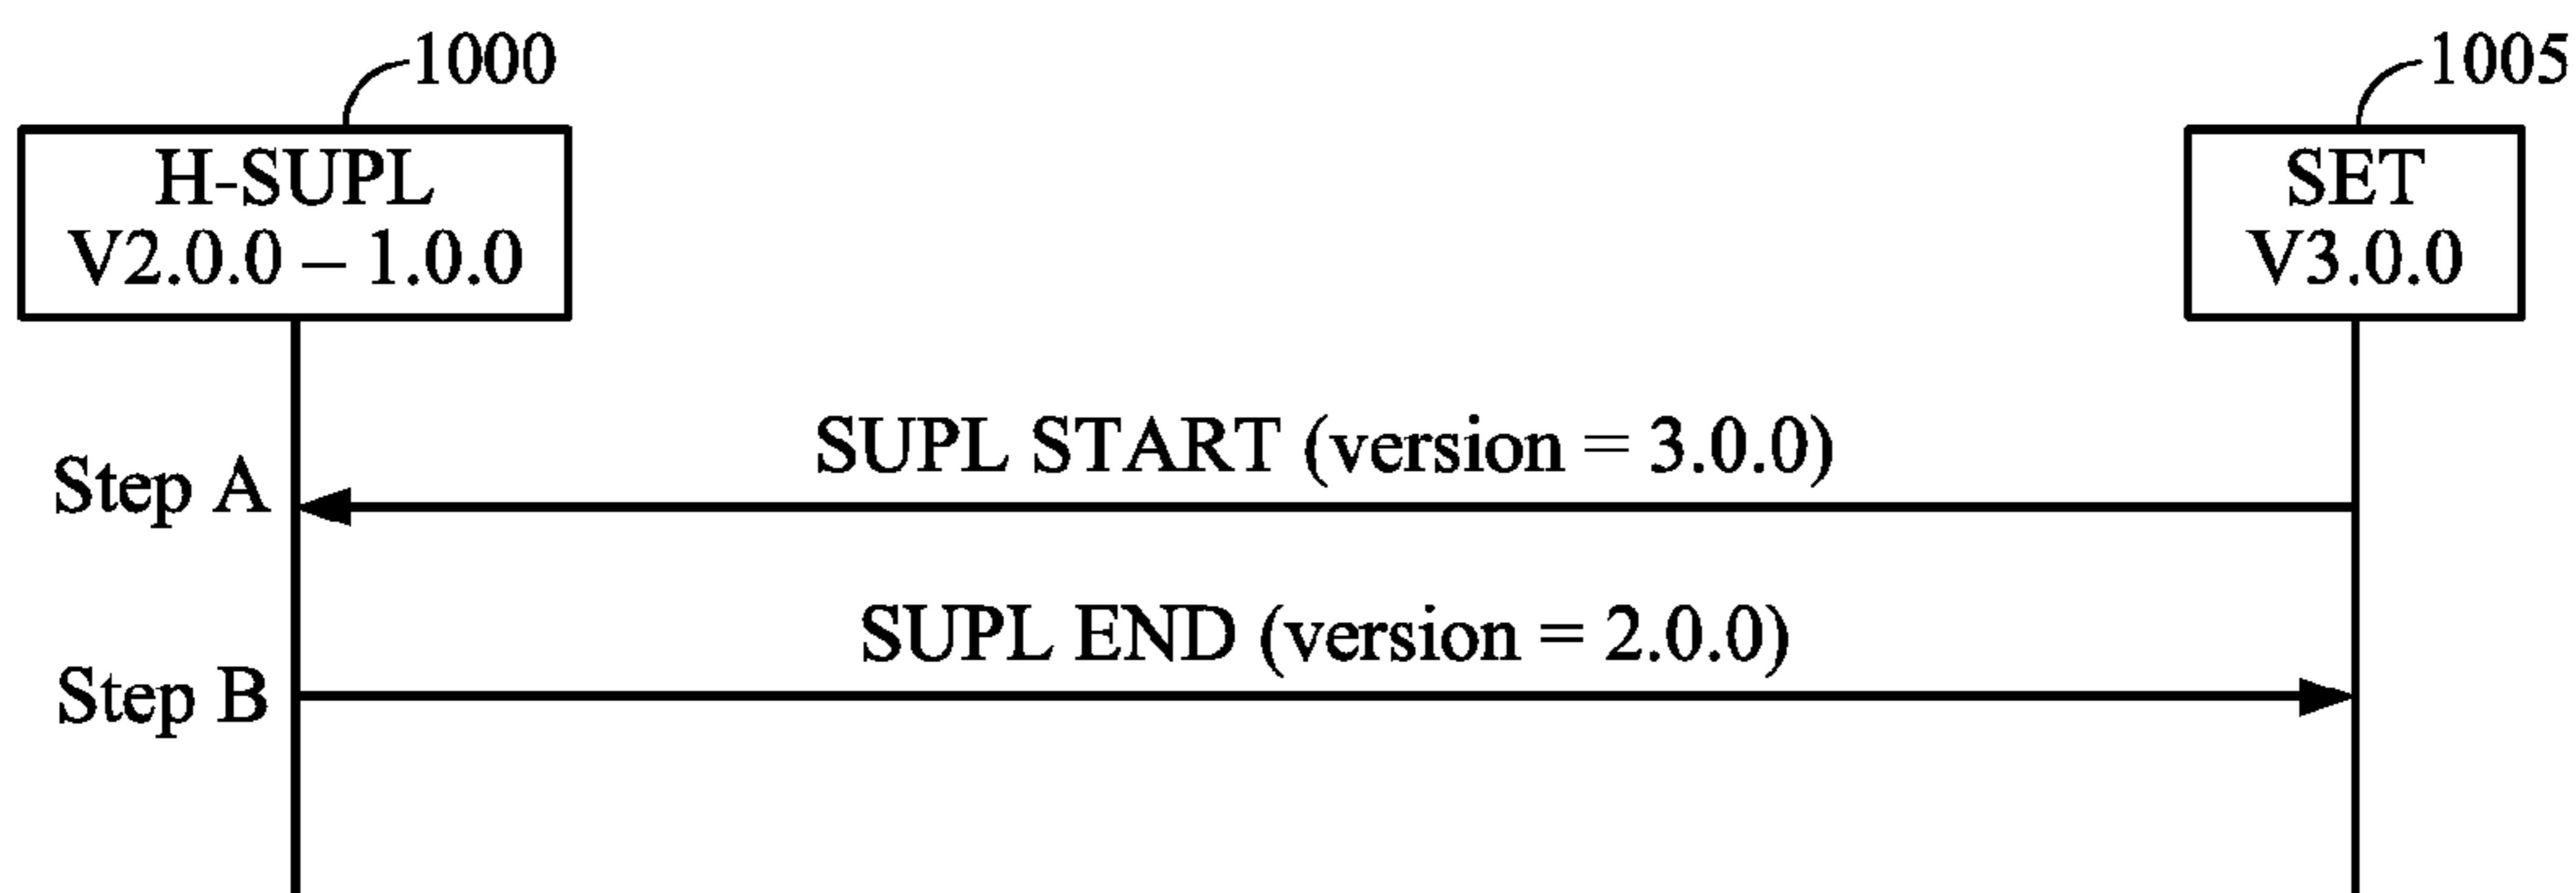 1000
1005
H-SUPL
V2.0.0 – 1.0.0
SET
V3.0.0
SUPL START (version = 3.0.0)
Step A
SUPL END (version = 2.0.0)
Step B